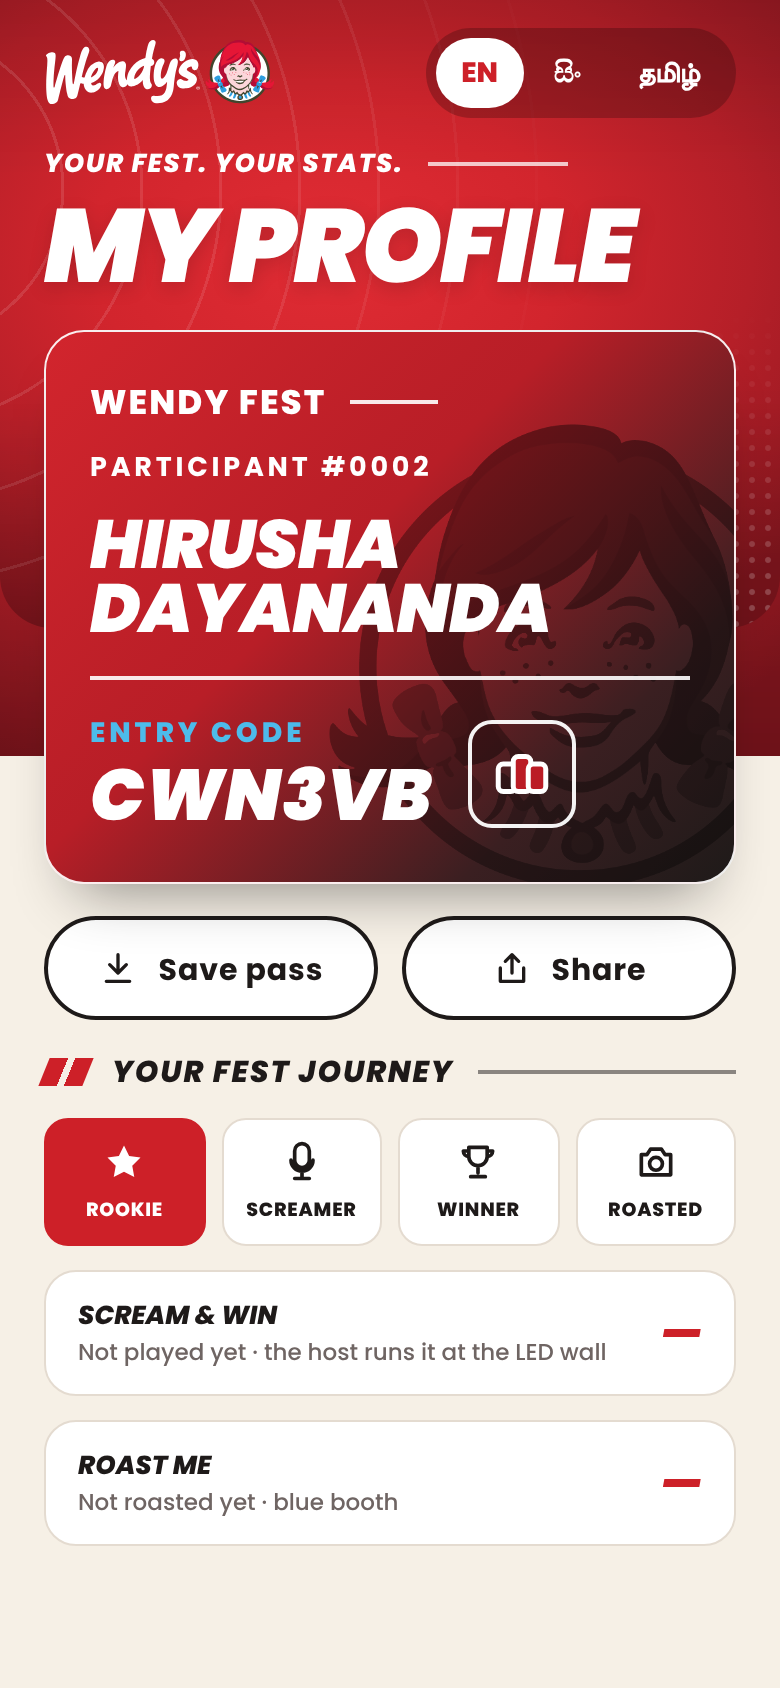 Wendy's
EN සිං தமிழ்
YOUR FEST. YOUR STATS.
MY PROFILE
WENDY FEST
PARTICIPANT #0002
HIRUSHA
DAYANANDA
ENTRY CODE
CWN3VB
Save pass
Share
YOUR FEST JOURNEY
ROOKIE
SCREAMER
WINNER
ROASTED
SCREAM & WIN
Not played yet · the host runs it at the LED wall
ROAST ME
Not roasted yet · blue booth